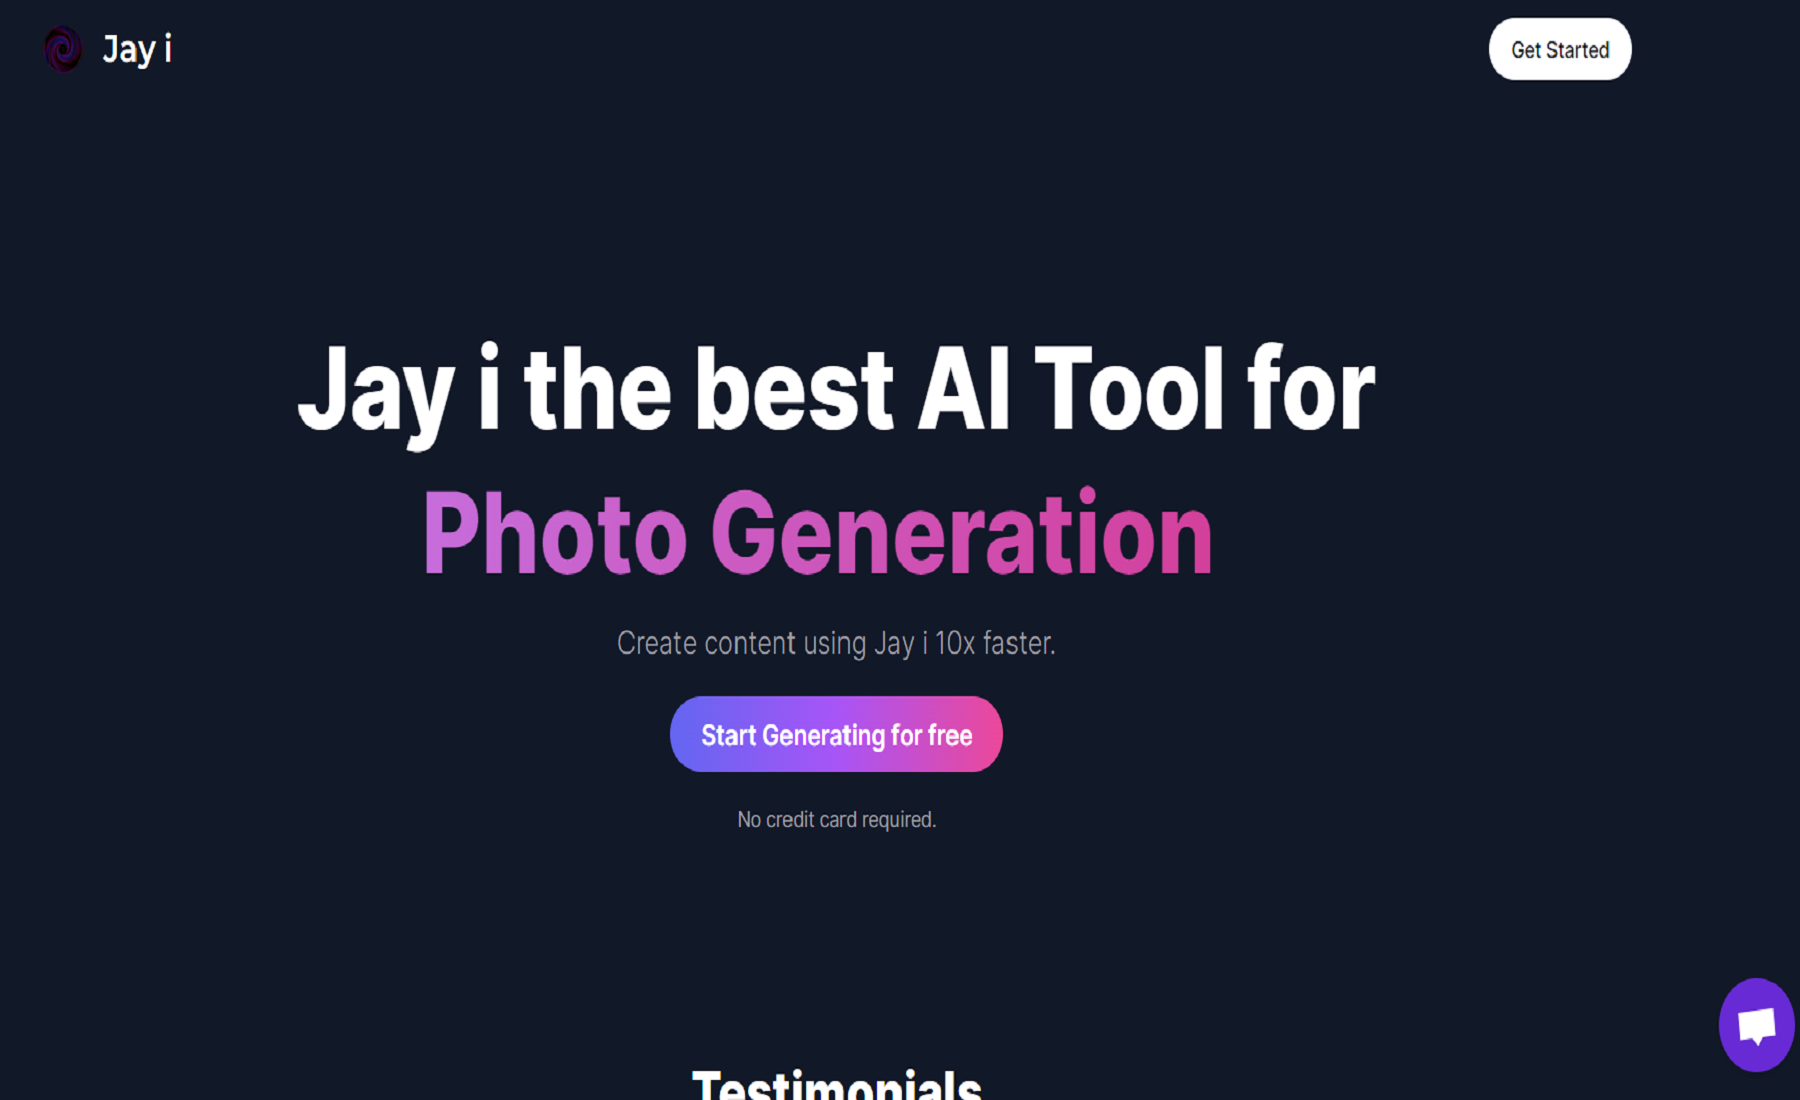 Jay i
Get Started
Jay i the best AI Tool for
Photo Generation
Create content using Jay i 10x faster.
Start Generating for free
No credit card required.
Testimonials